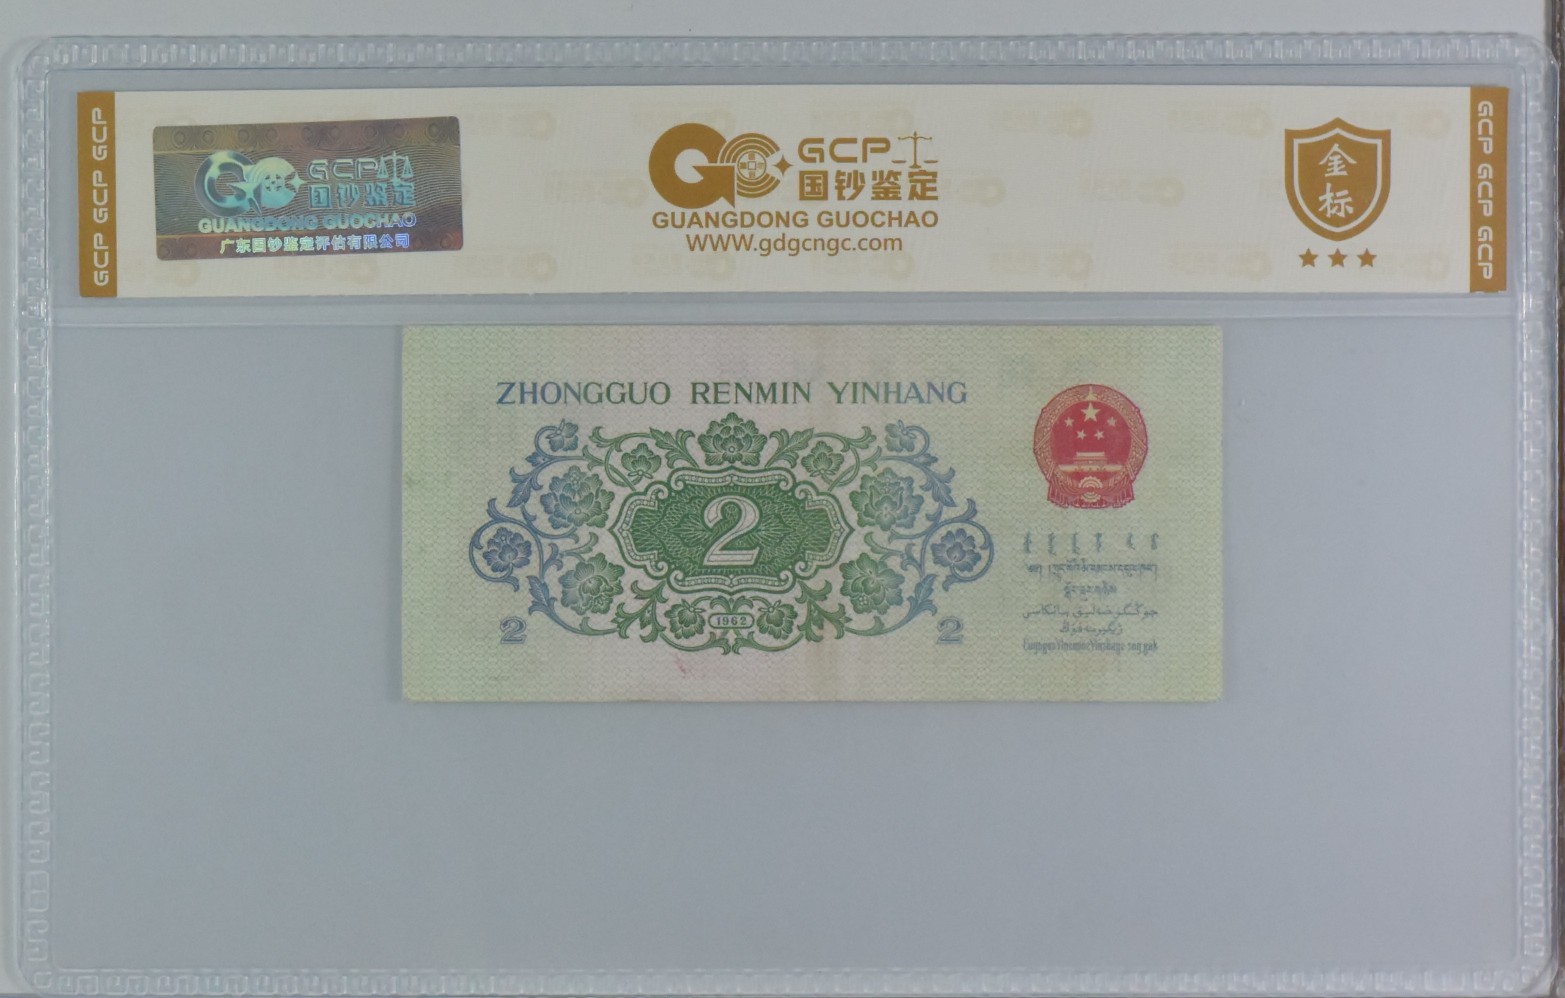 GCP GCP GCP
GCP
国钞鉴定
GUANGDONG GUOCHAO
广东国钞鉴定评估有限公司
GCP
国钞鉴定
GUANGDONG GUOCHAO
WWW.gdgcngc.com
金
标
GCP GCP GCP
ZHONGGUO RENMIN YINHANG
2
1962
2
2